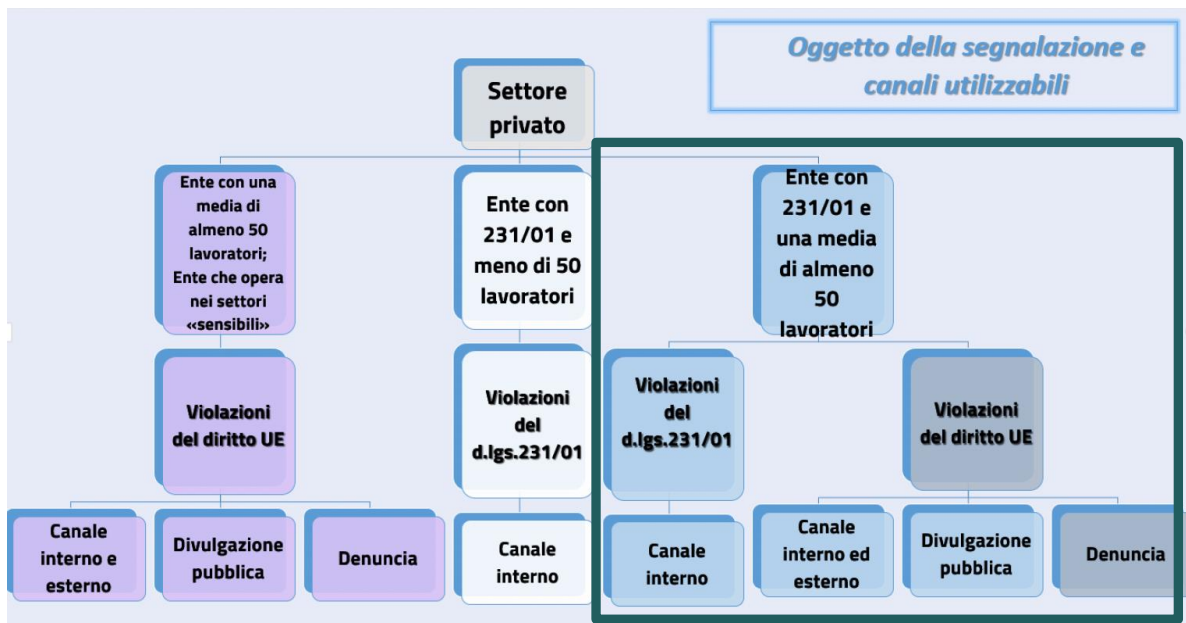 Oggetto della segnalazione e
canali utilizzabili
Settore
privato
Ente con una
media di
almeno 50
lavoratori;
Ente che opera
nei settori
«sensibili»
Ente con
231/01 e
meno di 50
lavoratori
Ente con
231/01 e
una media
di almeno
50
lavoratori
Violazioni
del diritto UE
Violazioni
del
d.lgs.231/01
Violazioni
del
d.lgs.231/01
Violazioni
del diritto UE
Canale
interno e
esterno
Divulgazione
pubblica
Denuncia
Canale
interno
Canale
interno
Canale
interno ed
esterno
Divulgazione
pubblica
Denuncia